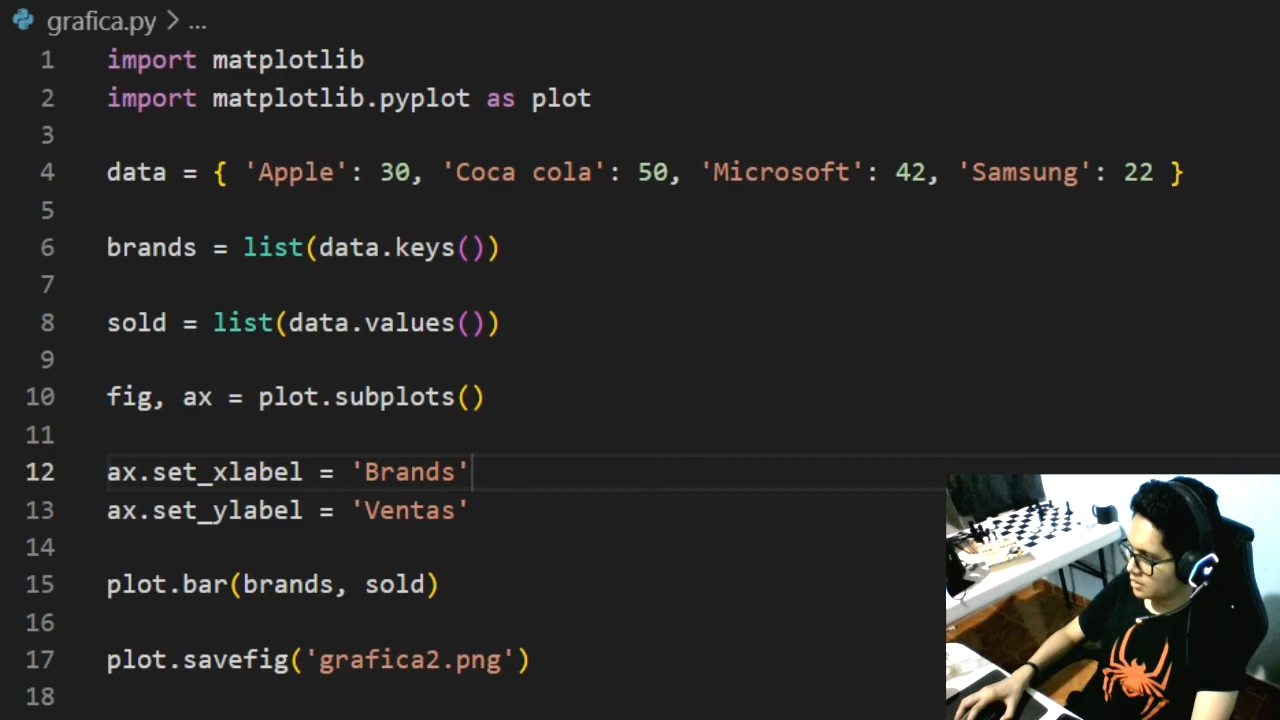 grafica.py > ...
1 import matplotlib
2 import matplotlib.pyplot as plot
3
4 data = { 'Apple': 30, 'Coca cola': 50, 'Microsoft': 42, 'Samsung': 22 }
5
6 brands = list(data.keys())
7
8 sold = list(data.values())
9
10 fig, ax = plot.subplots()
11
12 ax.set_xlabel = 'Brands'
13 ax.set_ylabel = 'Ventas'
14
15 plot.bar(brands, sold)
16
17 plot.savefig('grafica2.png')
18